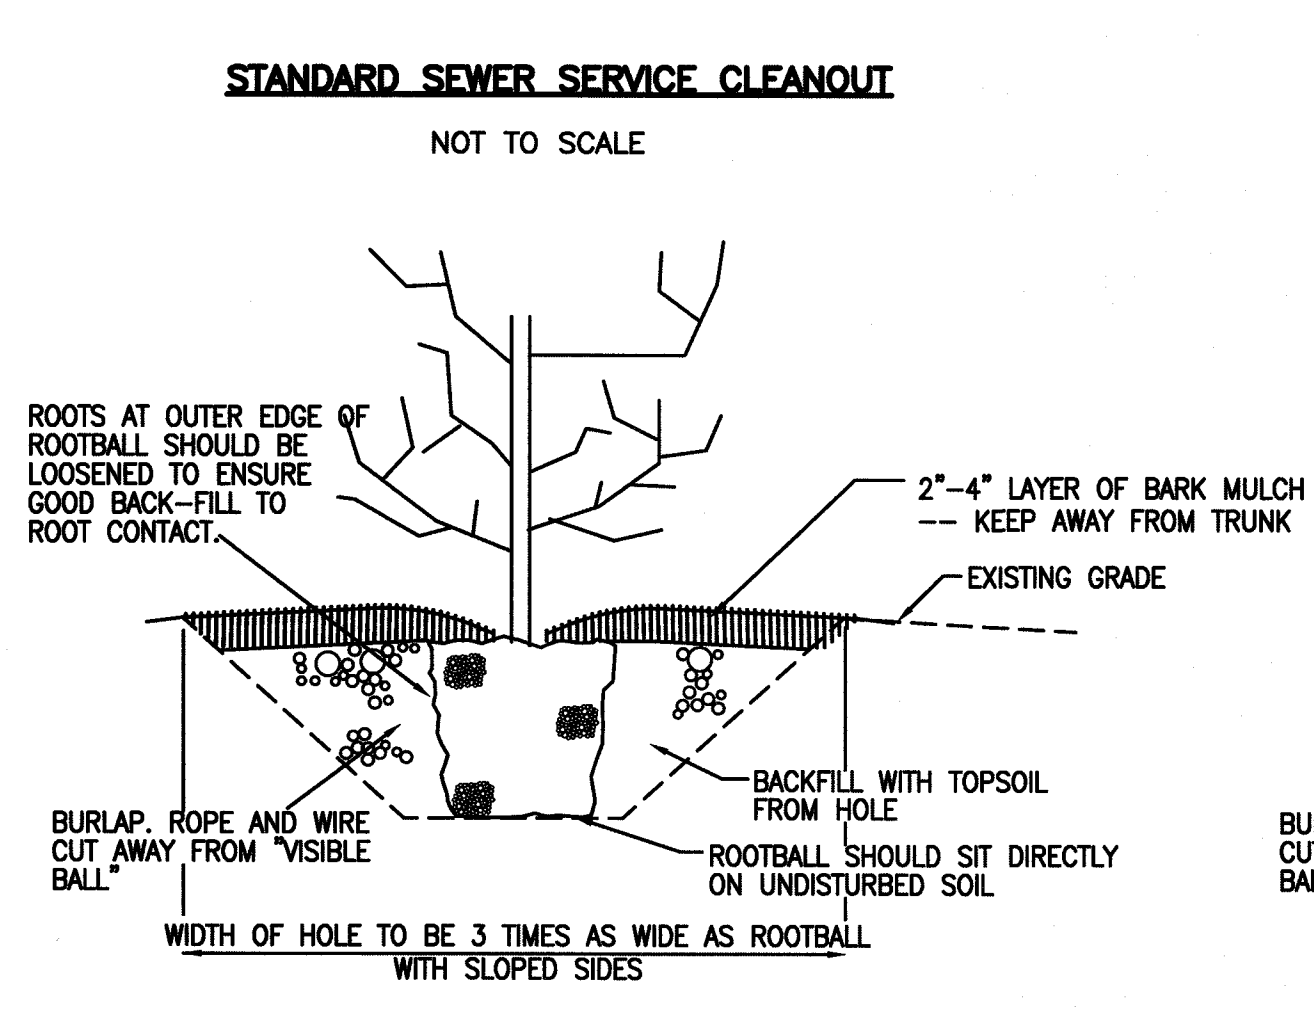 STANDARD SEWER SERVICE CLEANOUT
NOT TO SCALE
ROOTS AT OUTER EDGE OF
ROOTBALL SHOULD BE
LOOSENED TO ENSURE
GOOD BACK-FILL TO
ROOT CONTACT.
2"-4" LAYER OF BARK MULCH
-- KEEP AWAY FROM TRUNK
EXISTING GRADE
BACKFILL WITH TOPSOIL
FROM HOLE
BURLAP. ROPE AND WIRE
CUT AWAY FROM "VISIBLE
BALL"
ROOTBALL SHOULD SIT DIRECTLY
ON UNDISTURBED SOIL
WIDTH OF HOLE TO BE 3 TIMES AS WIDE AS ROOTBALL
WITH SLOPED SIDES